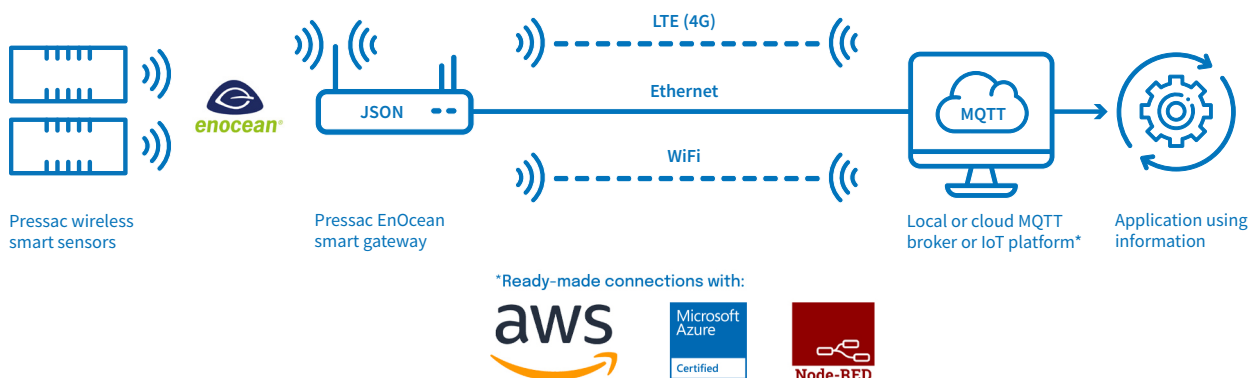 LTE (4G)
enocean®
JSON
Ethernet
MQTT
WiFi
Pressac wireless
smart sensors
Pressac EnOcean
smart gateway
Local or cloud MQTT
broker or IoT platform*
Application using
information
*Ready-made connections with:
aws
Microsoft
Azure
Certified
Node-RED